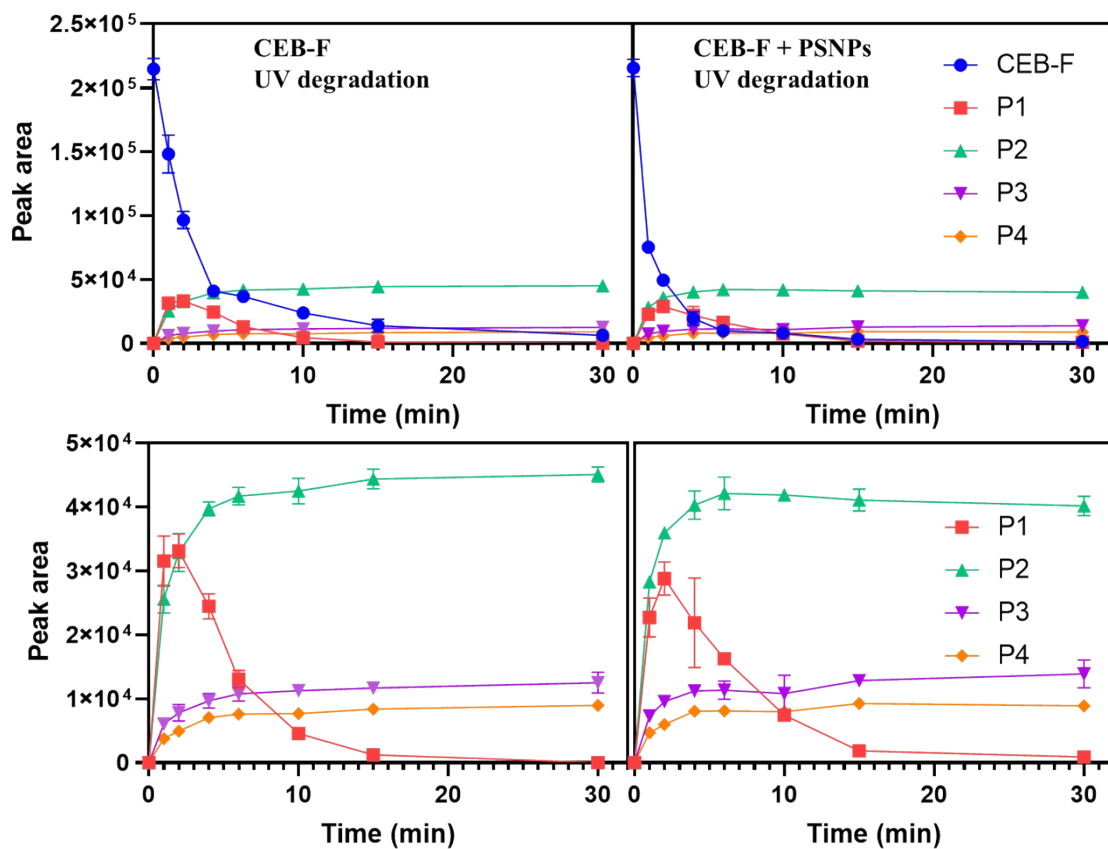 2.5×10⁵
2×10⁵
1.5×10⁵
1×10⁵
5×10⁴
0
Peak area
CEB-F
UV degradation
0 10 20 30
Time (min)
CEB-F + PSNPs
UV degradation
CEB-F
P1
P2
P3
P4
0 10 20 30
Time (min)
5×10⁴
4×10⁴
3×10⁴
2×10⁴
1×10⁴
0
Peak area
0 10 20 30
Time (min)
P1
P2
P3
P4
0 10 20 30
Time (min)